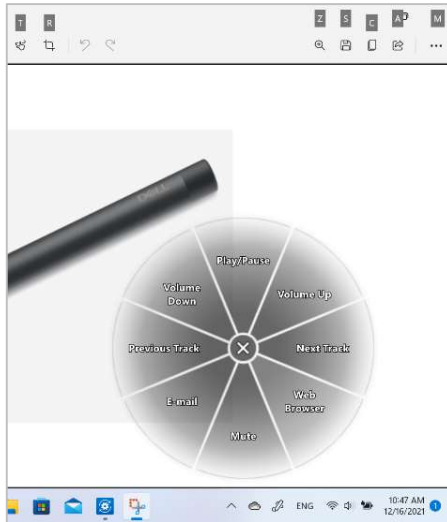 T R Z S C A M
DELL
Play/Pause
Volume
Down
Volume Up
Previous Track
Next Track
E-mail
Web
Browser
Mute
ENG
10:47 AM
12/16/2021
1